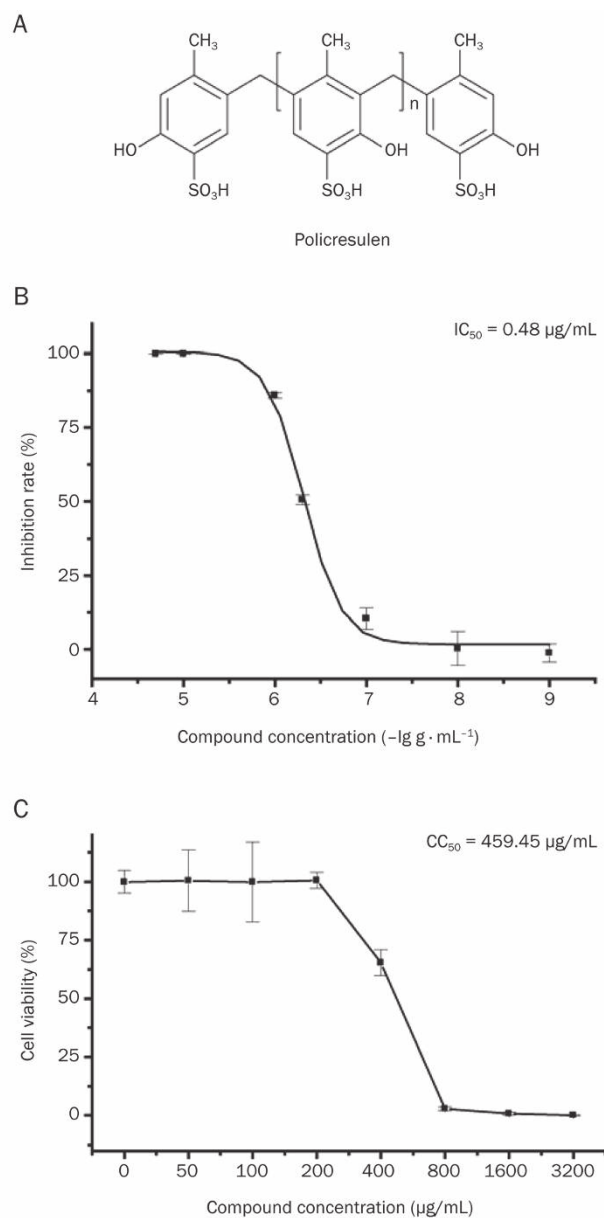 A
CH₃
CH₃
CH₃
n
HO
OH
OH
SO₃H
SO₃H
SO₃H
Policresulen
B
IC₅₀ = 0.48 µg/mL
100
75
50
25
0
Inhibition rate (%)
4
5
6
7
8
9
Compound concentration (–lg g · mL⁻¹)
C
CC₅₀ = 459.45 µg/mL
100
75
50
25
0
Cell viability (%)
0
50
100
200
400
800
1600
3200
Compound concentration (µg/mL)